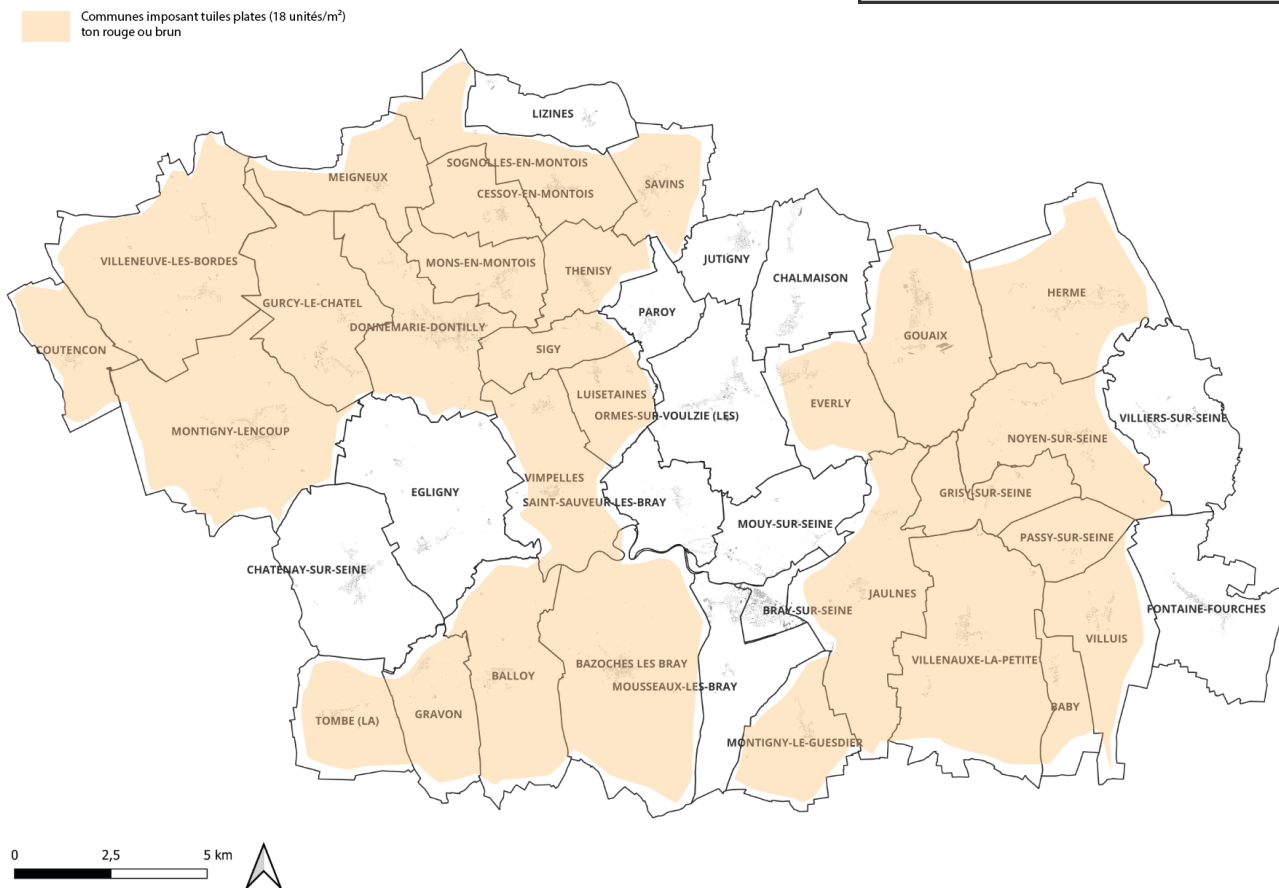 Communes imposant tuiles plates (18 unités/m²)
ton rouge ou brun
LIZINES
SOGNOLLES-EN-MONTOIS
MEIGNEUX
SAVINS
CESSOY-EN-MONTOIS
VILLENEUVE-LES-BORDES
MONS-EN-MONTOIS
JUTIGNY
THENISY
CHALMAISON
HERME
GURCY-LE-CHATEL
PAROY
DONNEMARIE-DONTILLY
GOUAIX
COUTENCON
SIGY
LUISETAINES
EVERLY
ORMES-SUR-VOULZIE (LES)
VILLIERS-SUR-SEINE
MONTIGNY-LENCOUP
NOYEN-SUR-SEINE
VIMPELLES
EGLIGNY
GRISY-SUR-SEINE
SAINT-SAUVEUR-LES-BRAY
MOUY-SUR-SEINE
PASSY-SUR-SEINE
CHATENAY-SUR-SEINE
JAULNES
BRAY-SUR-SEINE
FONTAINE-FOURCHES
VILLUIS
VILLENAUXE-LA-PETITE
BAZOCHES LES BRAY
BALLOY
MOUSSEAUX-LES-BRAY
BABY
GRAVON
TOMBE (LA)
MONTIGNY-LE-GUESDIER
0 2,5 5 km